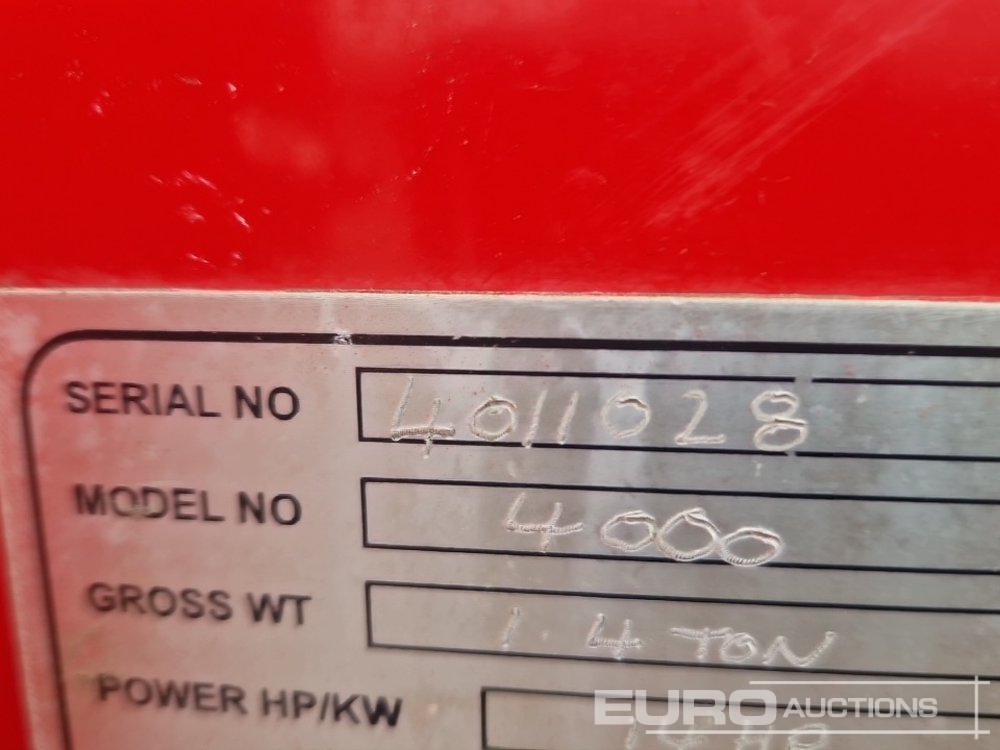 SERIAL NO 4011028
MODEL NO 4000
GROSS WT 1.4 TON
POWER HP/KW
EURO AUCTIONS